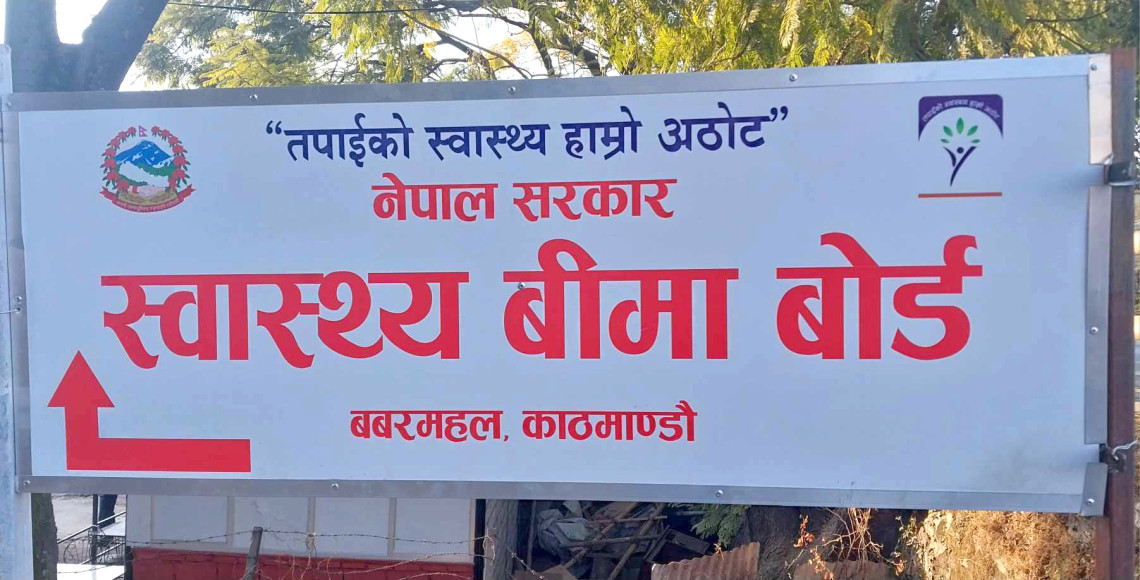 “तपाईको स्वास्थ्य हाम्रो अठोट”
नेपाल सरकार
स्वास्थ्य बीमा बोर्ड
बबरमहल, काठमाण्डौ